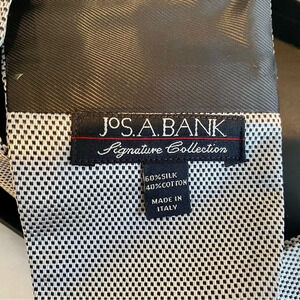 JoS.A.BANK
Signature Collection
60%SILK
40%COTTON
MADE IN
ITALY